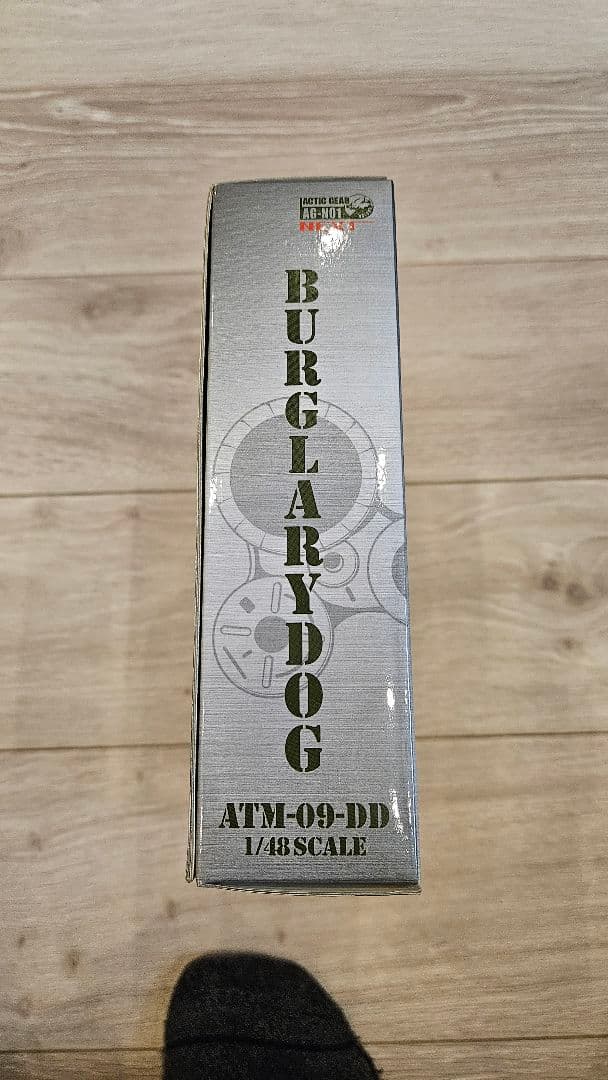 ACTIC GEAR
AG-N01
BURGLARYDOG
ATM-09-DD
1/48 SCALE